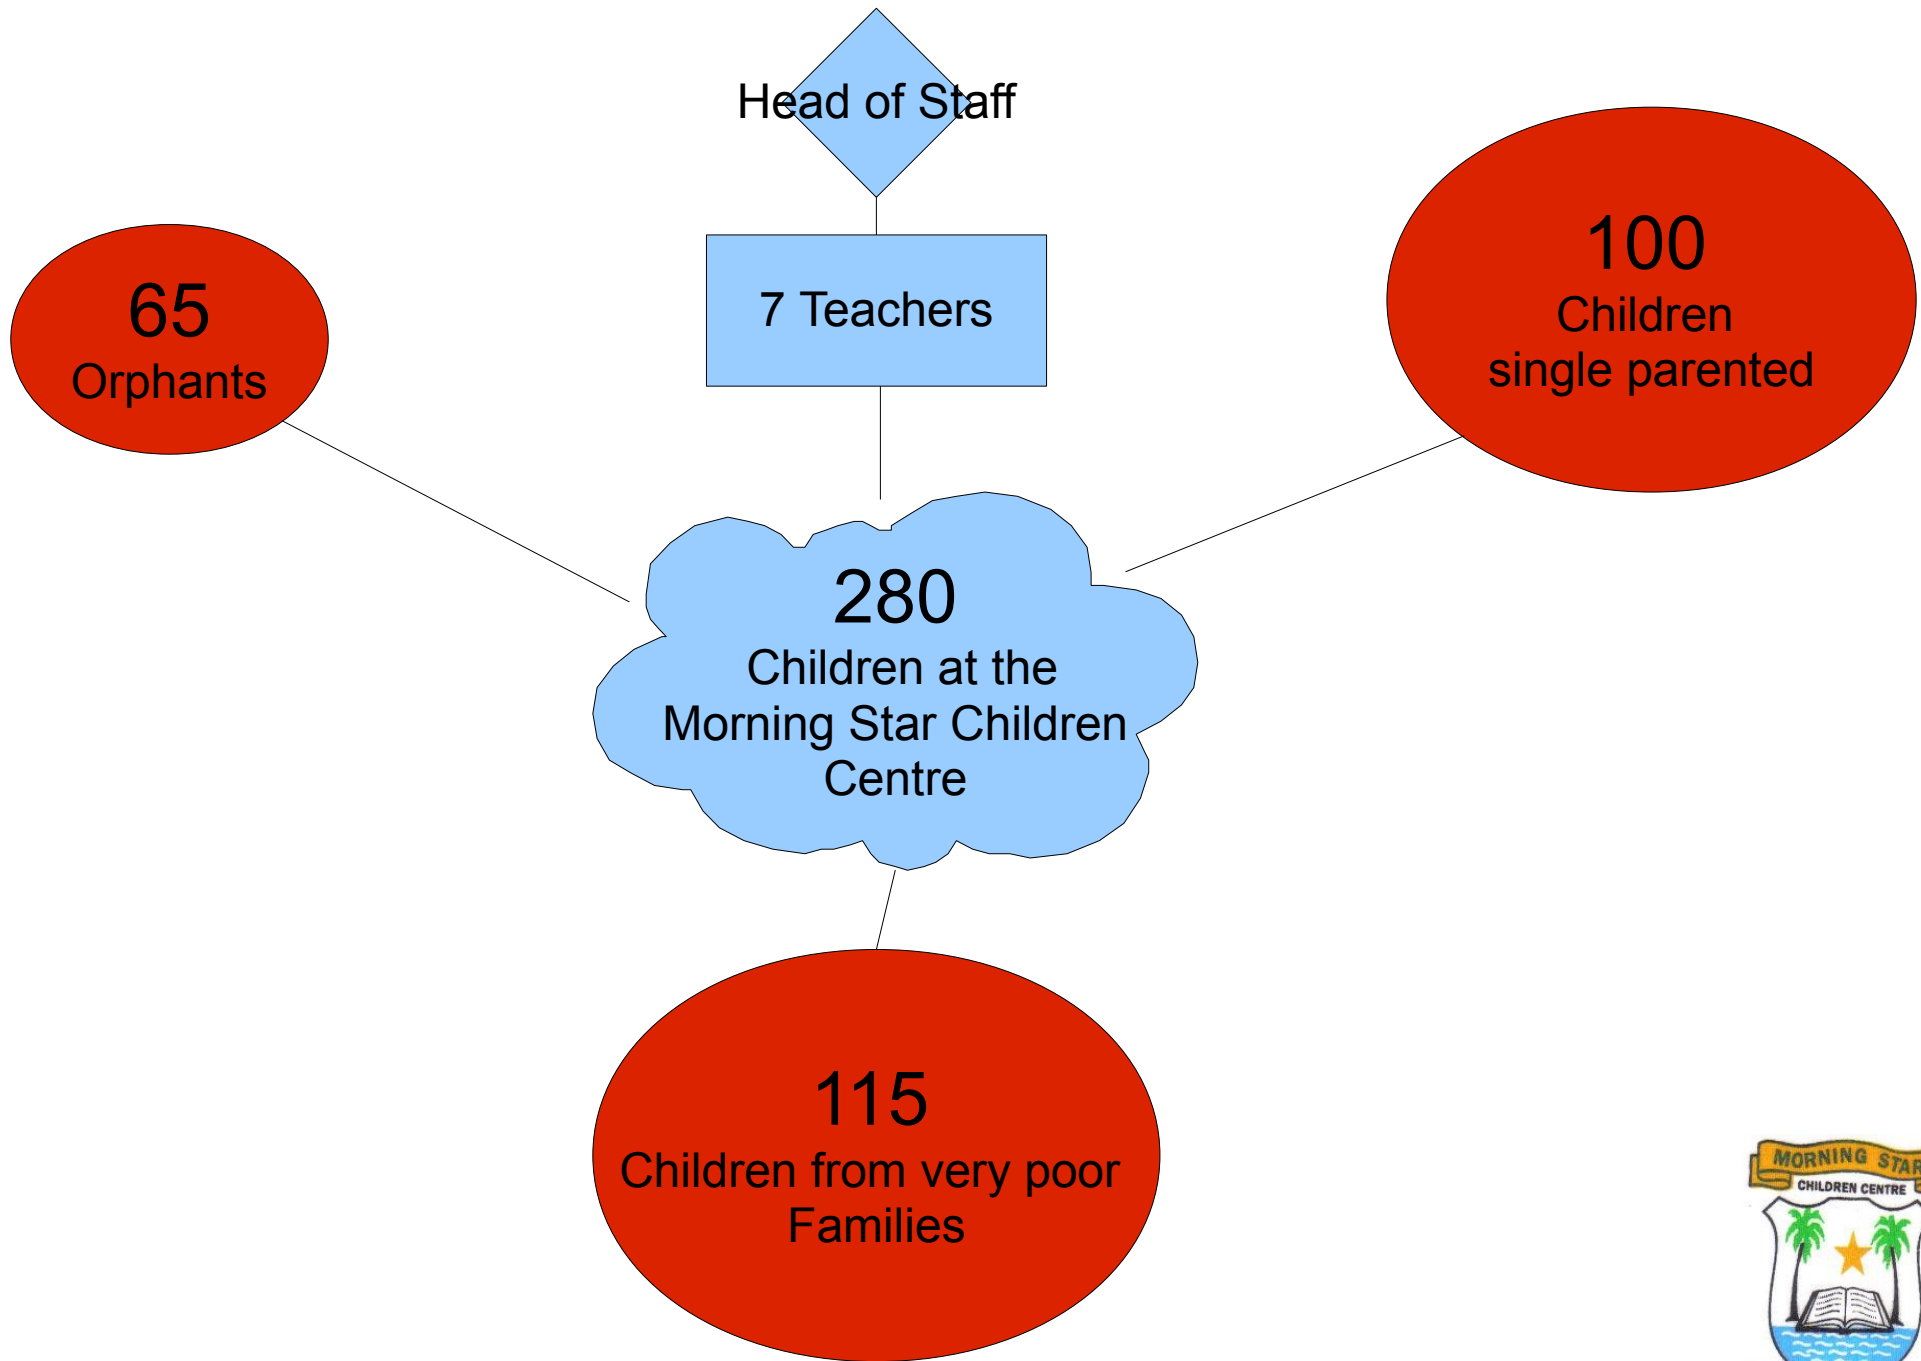 Head of Staff
7 Teachers
65
Orphants
100
Children
single parented
280
Children at the
Morning Star Children
Centre
115
Children from very poor
Families
MORNING STAR
CHILDREN CENTRE